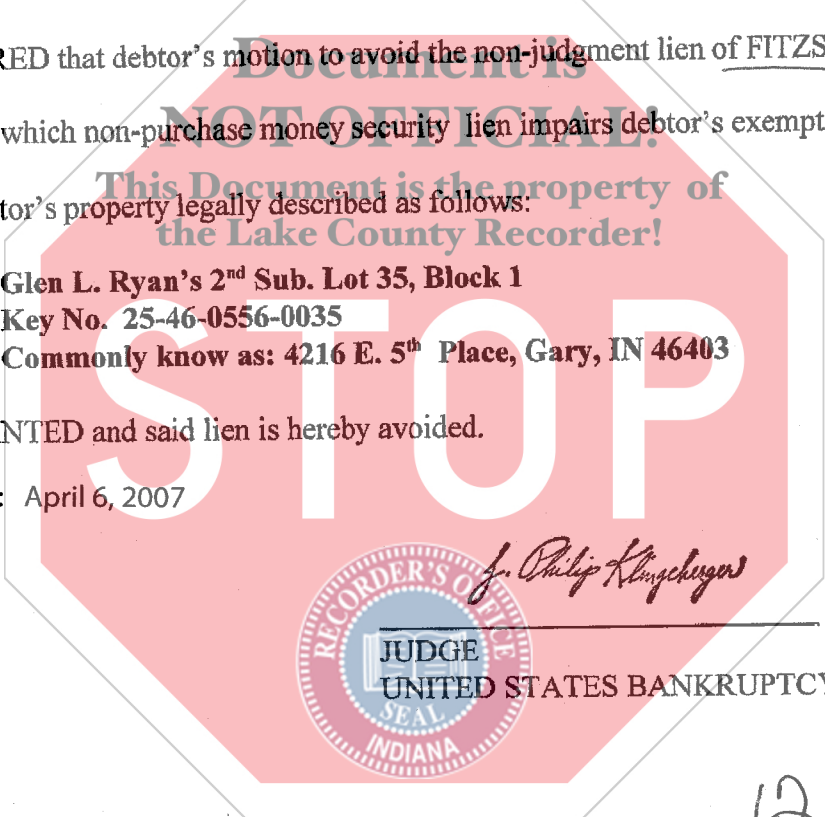 RED that debtor's motion to avoid the non-judgment lien of FITZS
Document is
NOT OFFICIAL!
which non-purchase money security lien impairs debtor's exempt
This Document is the property of
tor's property legally described as follows:
the Lake County Recorder!
Glen L. Ryan's 2nd Sub. Lot 35, Block 1
Key No. 25-46-0556-0035
Commonly know as: 4216 E. 5th Place, Gary, IN 46403
STOP
NTED and said lien is hereby avoided.
: April 6, 2007
J. Philip Klingeberger
RECORDER'S OFFICE
JUDGE
UNITED STATES BANKRUPTCY
SEAL
INDIANA
12